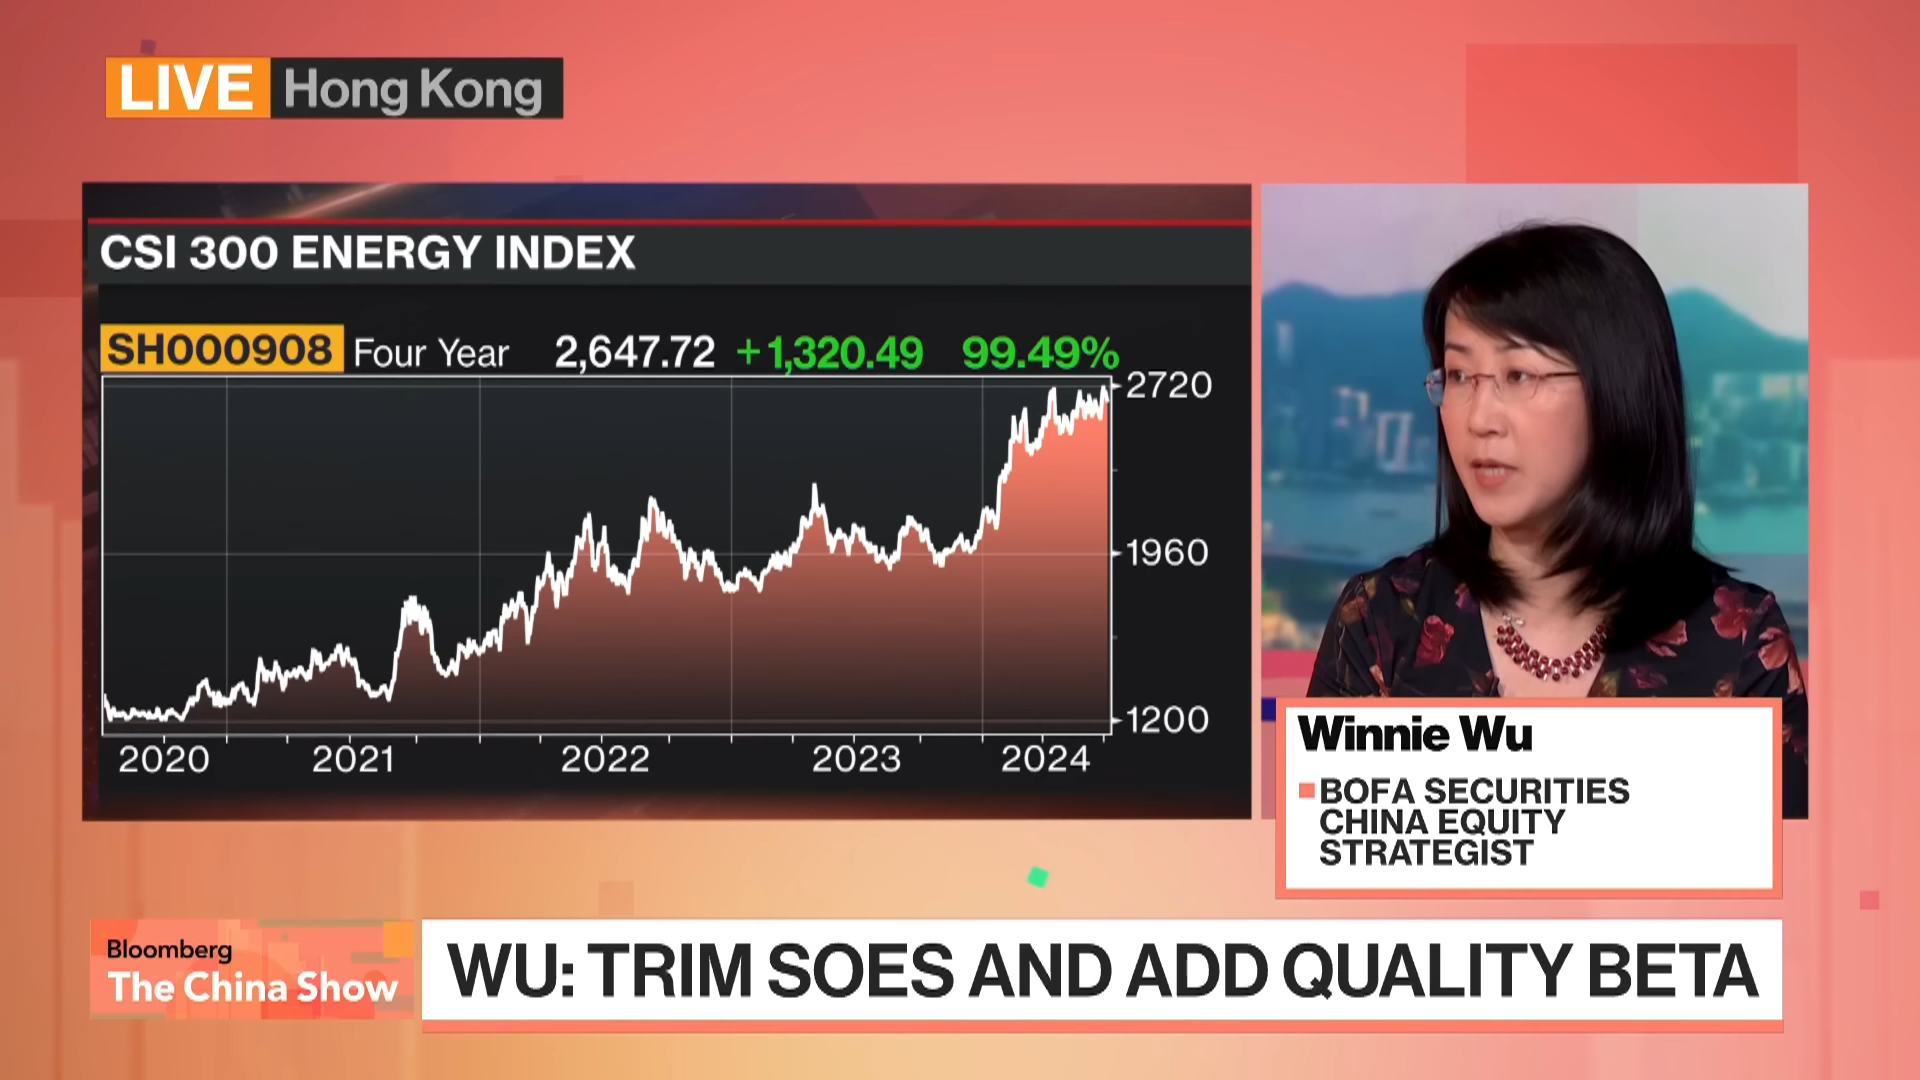 LIVE Hong Kong
CSI 300 ENERGY INDEX
SH000908 Four Year 2,647.72 +1,320.49 99.49%
2720
1960
1200
2020 2021 2022 2023 2024
Winnie Wu
BOFA SECURITIES
CHINA EQUITY
STRATEGIST
Bloomberg
The China Show
WU: TRIM SOES AND ADD QUALITY BETA